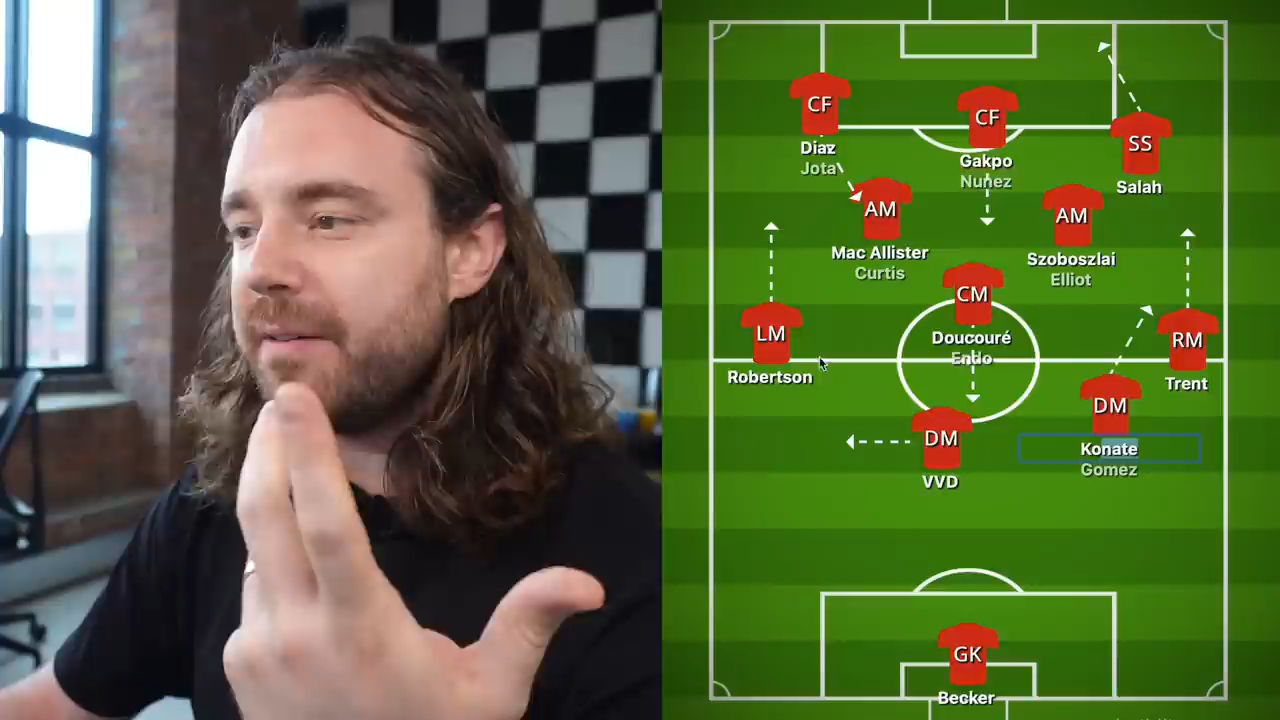 CF
Diaz
Jota
CF
Gakpo
Nunez
SS
Salah
AM
Mac Allister
Curtis
AM
Szoboszlai
Elliot
CM
Doucouré
Endo
LM
Robertson
RM
Trent
DM
VVD
DM
Konate
Gomez
GK
Becker